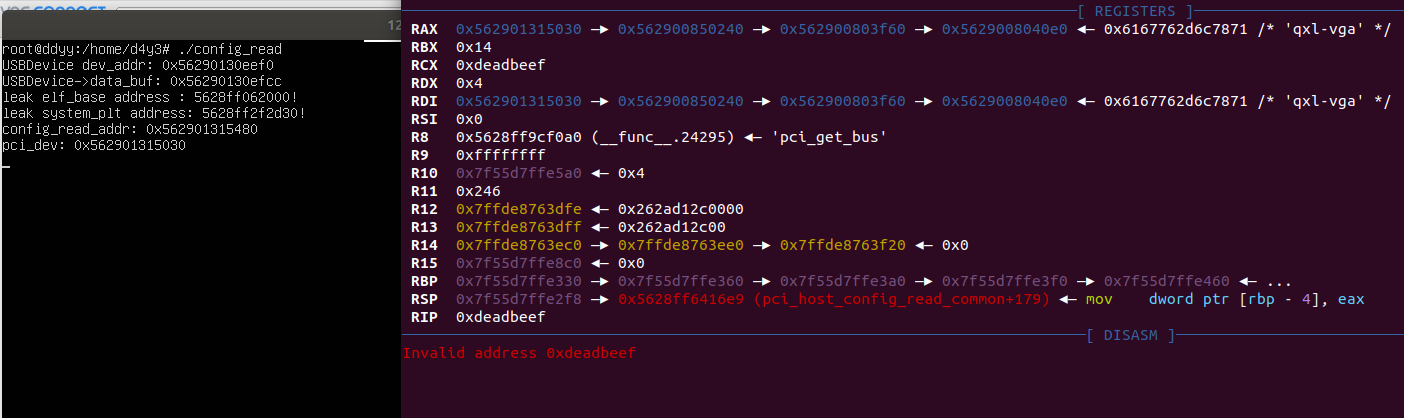 12
root@ddyy:/home/d4y3# ./config_read
USBDevice dev_addr: 0x56290130eef0
USBDevice->data_buf: 0x56290130efcc
leak elf_base address : 5628ff062000!
leak system_plt address: 5628ff2f2d30!
config_read_addr: 0x562901315480
pci_dev: 0x562901315030
[ REGISTERS ]
RAX 0x562901315030 —▸ 0x562900850240 —▸ 0x562900803f60 —▸ 0x5629008040e0 ◂— 0x6167762d6c7871 /* 'qxl-vga' */
RBX 0x14
RCX 0xdeadbeef
RDX 0x4
RDI 0x562901315030 —▸ 0x562900850240 —▸ 0x562900803f60 —▸ 0x5629008040e0 ◂— 0x6167762d6c7871 /* 'qxl-vga' */
RSI 0x0
R8 0x5628ff9cf0a0 (__func__.24295) ◂— 'pci_get_bus'
R9 0xffffffff
R10 0x7f55d7ffe5a0 ◂— 0x4
R11 0x246
R12 0x7ffde8763dfe ◂— 0x262ad12c0000
R13 0x7ffde8763dff ◂— 0x262ad12c00
R14 0x7ffde8763ec0 —▸ 0x7ffde8763ee0 —▸ 0x7ffde8763f20 ◂— 0x0
R15 0x7f55d7ffe8c0 ◂— 0x0
RBP 0x7f55d7ffe330 —▸ 0x7f55d7ffe360 —▸ 0x7f55d7ffe3a0 —▸ 0x7f55d7ffe3f0 —▸ 0x7f55d7ffe460 ◂— ...
RSP 0x7f55d7ffe2f8 —▸ 0x5628ff6416e9 (pci_host_config_read_common+179) ◂— mov dword ptr [rbp - 4], eax
RIP 0xdeadbeef
[ DISASM ]
Invalid address 0xdeadbeef